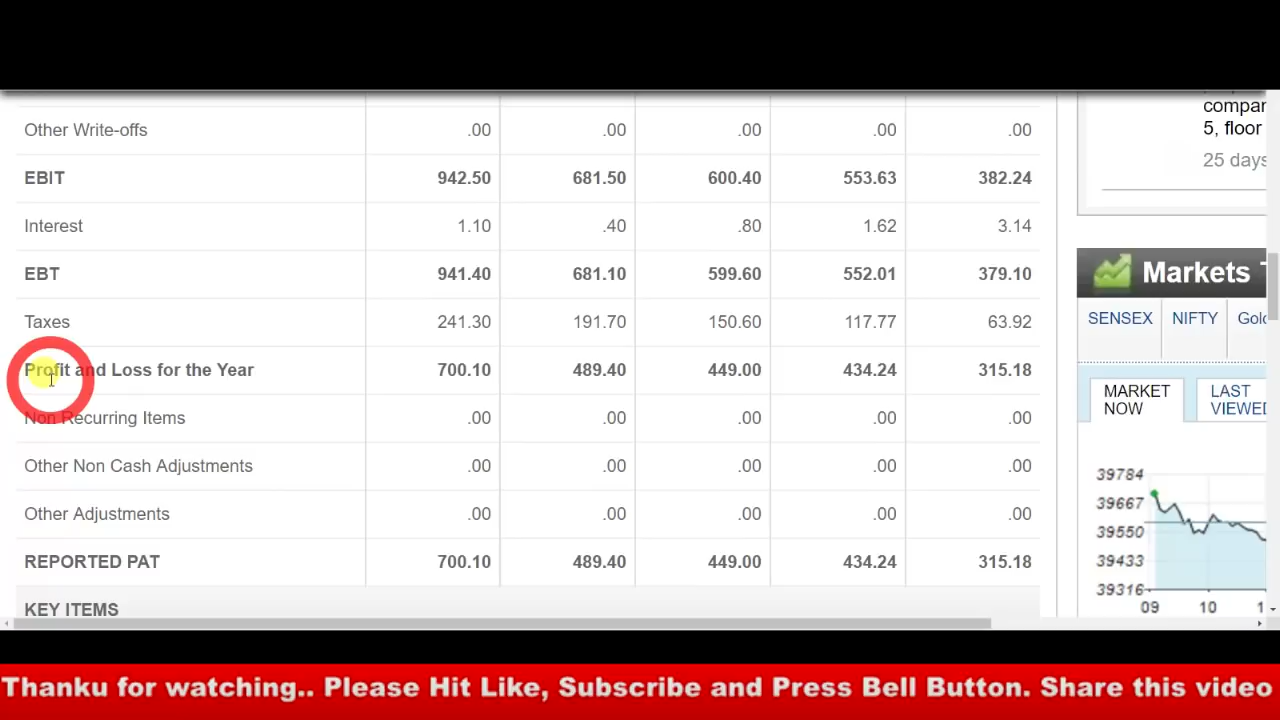 Other Write-offs .00 .00 .00 .00 .00
EBIT 942.50 681.50 600.40 553.63 382.24
Interest 1.10 .40 .80 1.62 3.14
EBT 941.40 681.10 599.60 552.01 379.10
Taxes 241.30 191.70 150.60 117.77 63.92
Profit and Loss for the Year 700.10 489.40 449.00 434.24 315.18
Non Recurring Items .00 .00 .00 .00 .00
Other Non Cash Adjustments .00 .00 .00 .00 .00
Other Adjustments .00 .00 .00 .00 .00
REPORTED PAT 700.10 489.40 449.00 434.24 315.18
KEY ITEMS
5, floor
25 days
Markets
SENSEX NIFTY
MARKET NOW
LAST VIEWED
39784
39667
39550
39433
39316
09 10
Thanku for watching.. Please Hit Like, Subscribe and Press Bell Button. Share this video